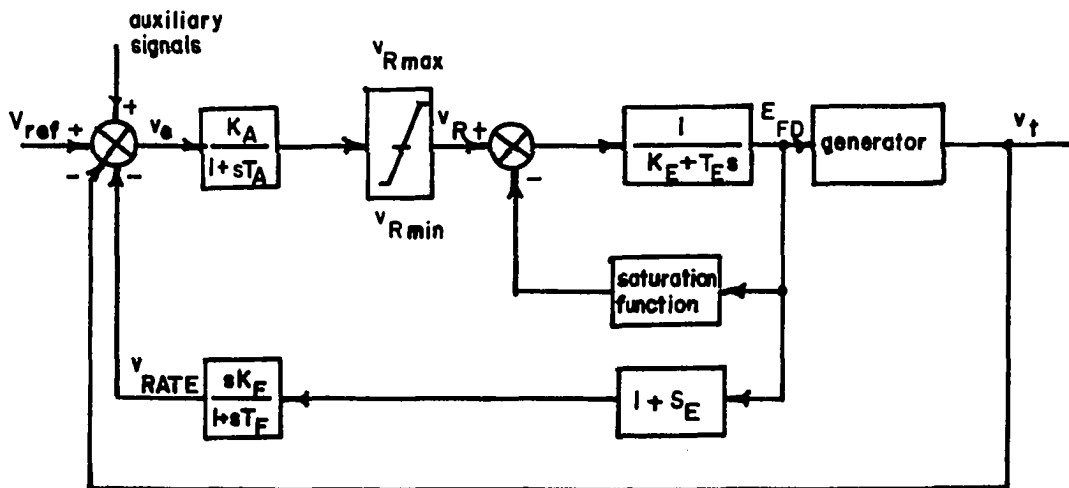 auxiliary
signals
V_Rmax
V_ref + + v_e K_A v_R + 1 E_FD generator v_t
1+sT_A K_E+T_E s
- - -
V_Rmin
saturation
function
v_RATE sK_F 1+S_E
1+sT_F